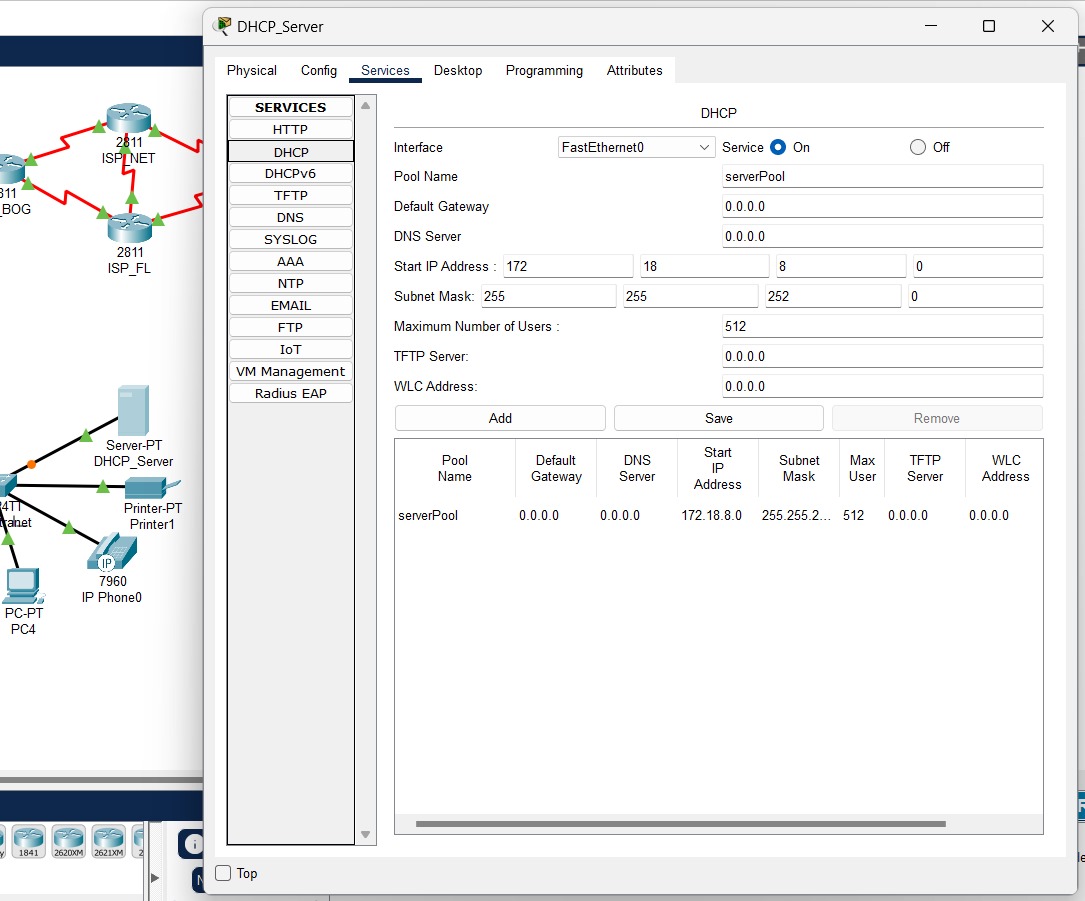 DHCP_Server
Physical Config Services Desktop Programming Attributes
SERVICES
HTTP
DHCP
DHCPv6
TFTP
DNS
SYSLOG
AAA
NTP
EMAIL
FTP
IoT
VM Management
Radius EAP
DHCP
Interface FastEthernet0 Service On Off
Pool Name serverPool
Default Gateway 0.0.0.0
DNS Server 0.0.0.0
Start IP Address : 172 18 8 0
Subnet Mask: 255 255 252 0
Maximum Number of Users : 512
TFTP Server: 0.0.0.0
WLC Address: 0.0.0.0
Add Save Remove
Pool Name Default Gateway DNS Server Start IP Address Subnet Mask Max User TFTP Server WLC Address
serverPool 0.0.0.0 0.0.0.0 172.18.8.0 255.255.2... 512 0.0.0.0 0.0.0.0
Top
2811
ISP_NET
811
_BOG
2811
ISP_FL
Server-PT
DHCP_Server
Printer-PT
Printer1
4TT
tranet
7960
IP Phone0
IP
PC-PT
PC4
1841
2620XM
2621XM